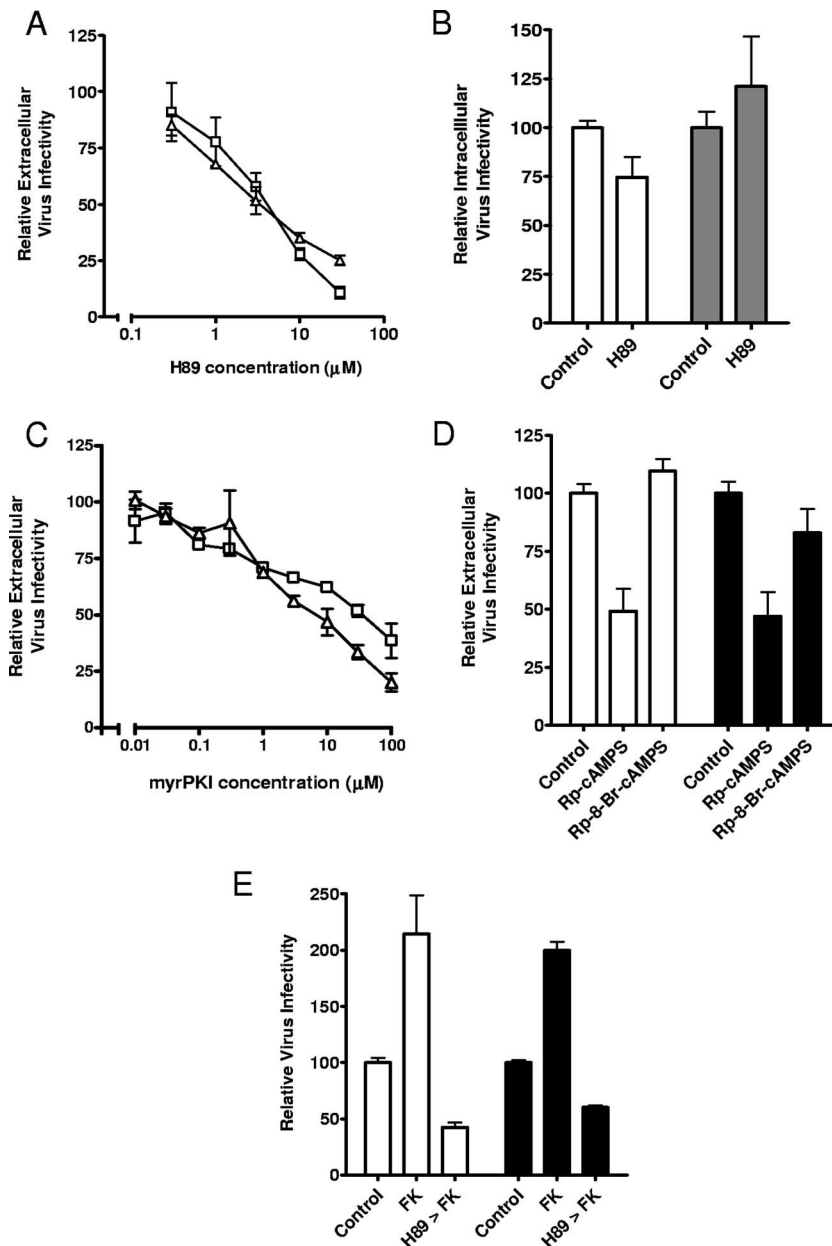 A
Relative Extracellular
Virus Infectivity
125
100
75
50
25
0
0.1
1
10
100
H89 concentration (µM)
B
Relative Intracelllular
Virus Infectivity
150
125
100
75
50
25
0
Control
H89
Control
H89
C
Relative Extracellular
Virus Infectivity
125
100
75
50
25
0
0.01
0.1
1
10
100
myrPKI concentration (µM)
D
Relative Extracellular
Virus Infectivity
125
100
75
50
25
0
Control
Rp-cAMPS
Rp-8-Br-cAMPS
Control
Rp-cAMPS
Rp-8-Br-cAMPS
E
Relative Virus Infectivity
250
200
150
100
50
0
Control
FK
H89 > FK
Control
FK
H89 > FK